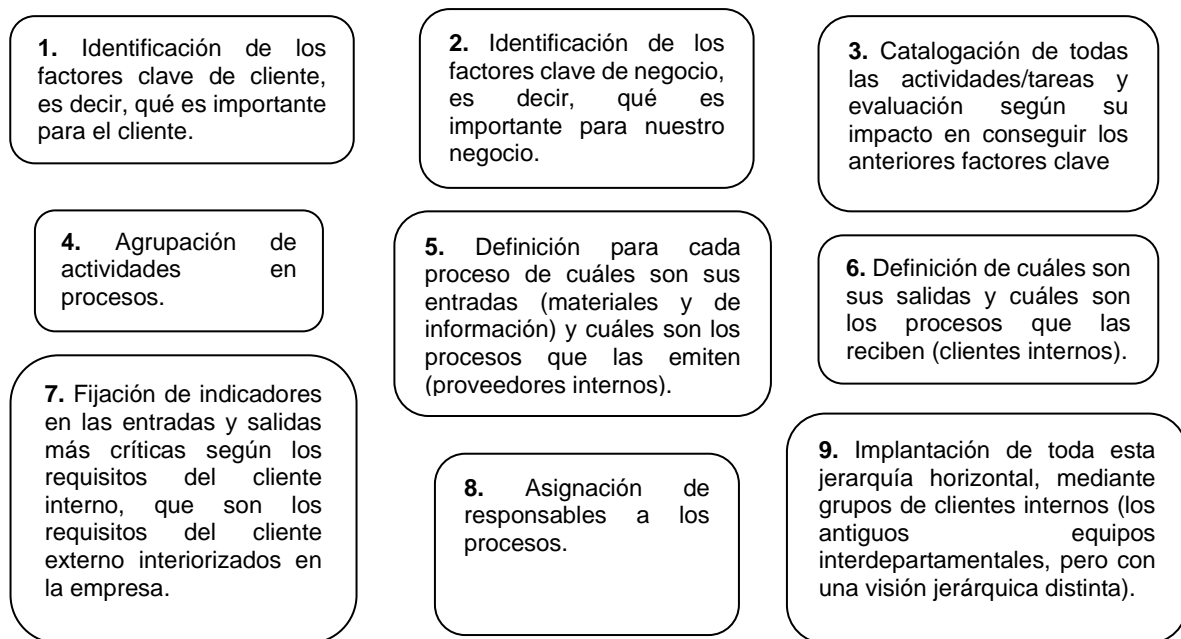 1. Identificación de los
factores clave de cliente,
es decir, qué es importante
para el cliente.
2. Identificación de los
factores clave de negocio,
es decir, qué es
importante para nuestro
negocio.
3. Catalogación de todas
las actividades/tareas y
evaluación según su
impacto en conseguir los
anteriores factores clave
4. Agrupación de
actividades en
procesos.
5. Definición para cada
proceso de cuáles son sus
entradas (materiales y de
información) y cuáles son los
procesos que las emiten
(proveedores internos).
6. Definición de cuáles son
sus salidas y cuáles son
los procesos que las
reciben (clientes internos).
7. Fijación de indicadores
en las entradas y salidas
más críticas según los
requisitos del cliente
interno, que son los
requisitos del cliente
externo interiorizados en
la empresa.
8. Asignación de
responsables a los
procesos.
9. Implantación de toda esta
jerarquía horizontal, mediante
grupos de clientes internos (los
antiguos equipos
interdepartamentales, pero con
una visión jerárquica distinta).